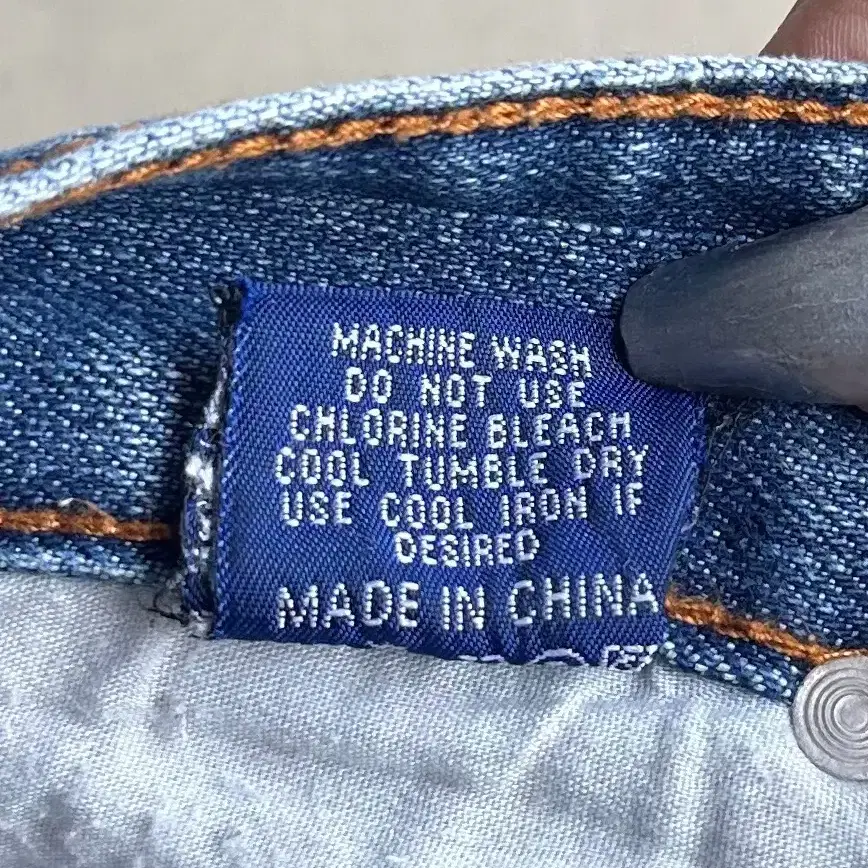 MACHINE WASH
DO NOT USE
CHLORINE BLEACH
COOL TUMBLE DRY
USE COOL IRON IF
DESIRED
MADE IN CHINA